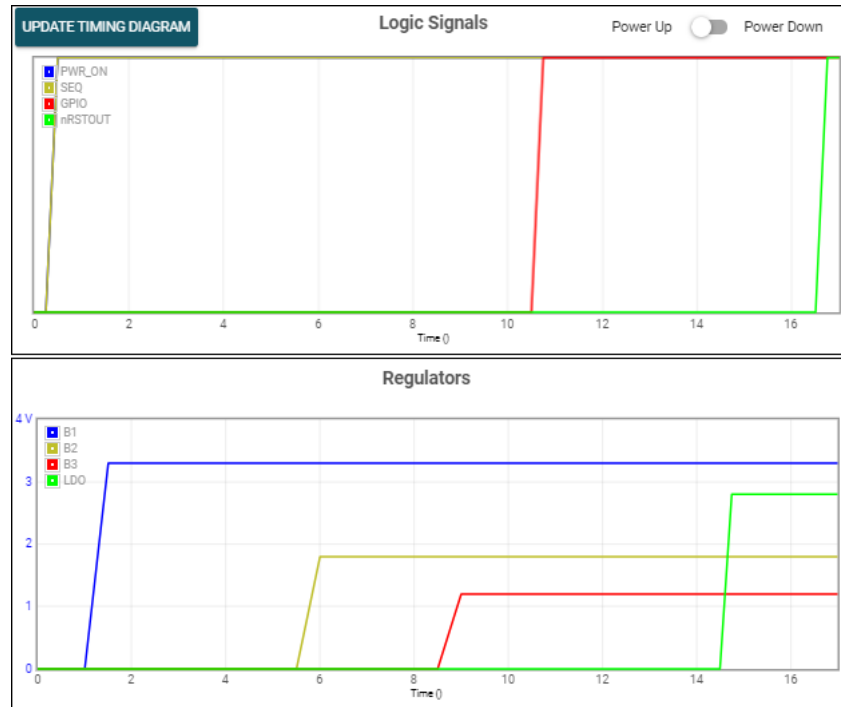 UPDATE TIMING DIAGRAM
Logic Signals
Power Up
Power Down
PWR_ON
SEQ
GPIO
nRSTOUT
0 2 4 6 8 10 12 14 16
Time ()
Regulators
4 V
B1
B2
B3
LDO
3
2
1
0
0 2 4 6 8 10 12 14 16
Time ()